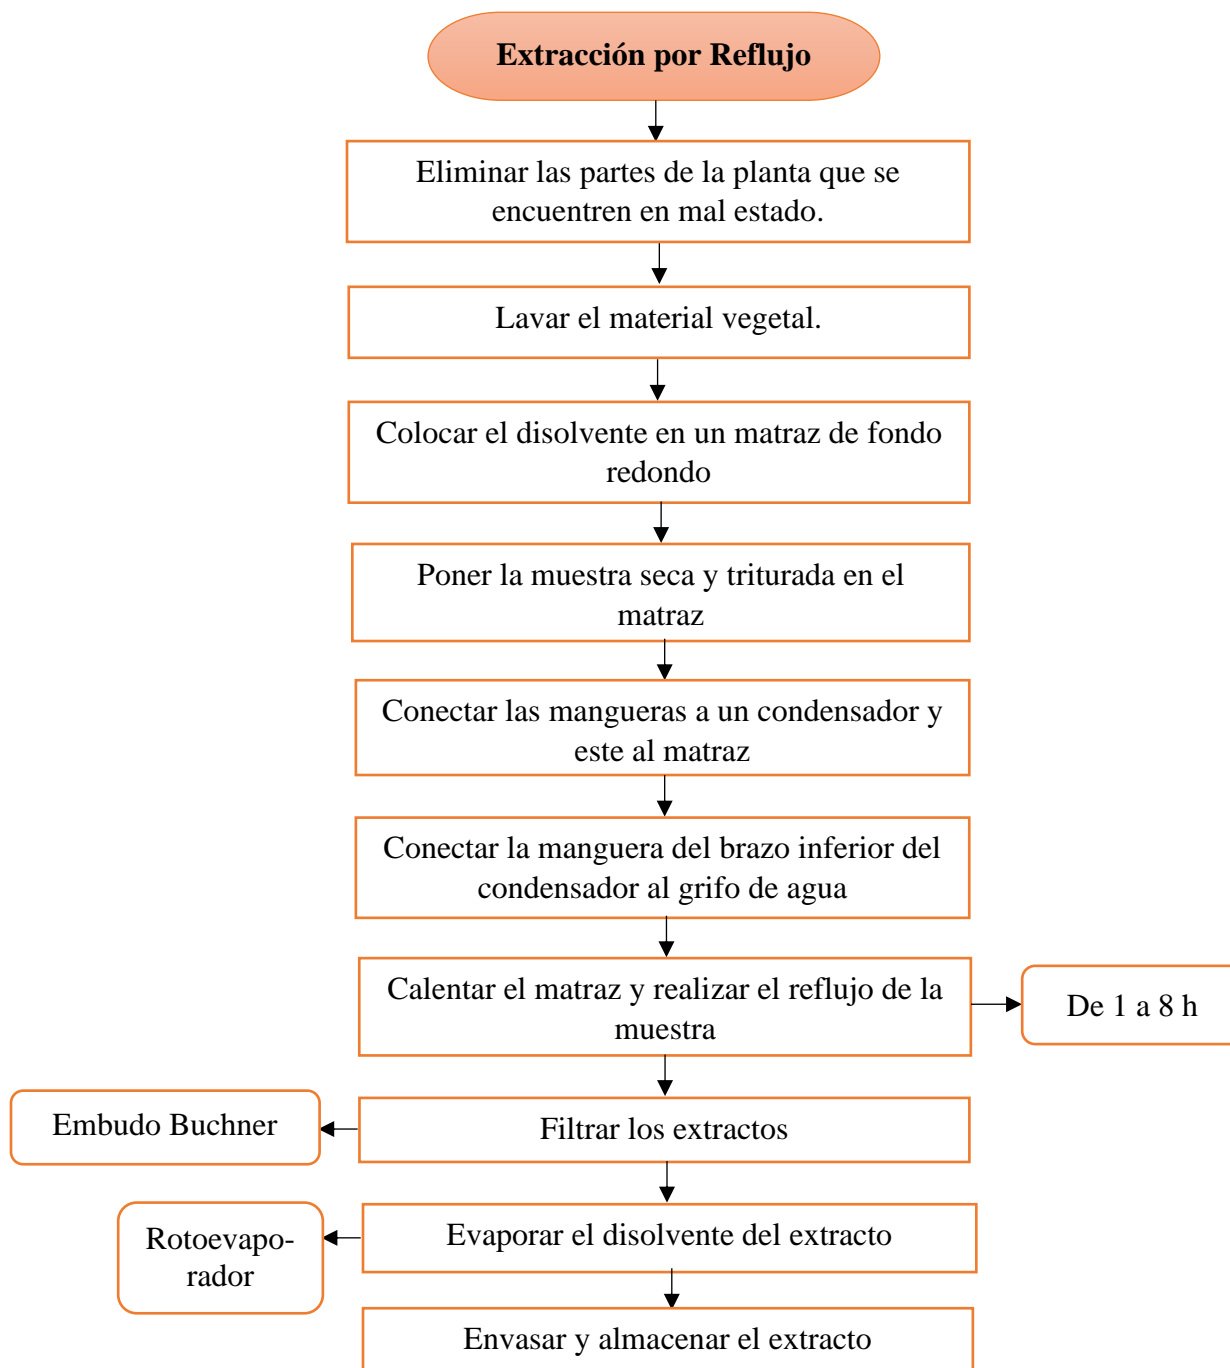 Extracción por Reflujo
Eliminar las partes de la planta que se
encuentren en mal estado.
Lavar el material vegetal.
Colocar el disolvente en un matraz de fondo
redondo
Poner la muestra seca y triturada en el
matraz
Conectar las mangueras a un condensador y
este al matraz
Conectar la manguera del brazo inferior del
condensador al grifo de agua
Calentar el matraz y realizar el reflujo de la
muestra
De 1 a 8 h
Embudo Buchner
Filtrar los extractos
Rotoevapo-
rador
Evaporar el disolvente del extracto
Envasar y almacenar el extracto